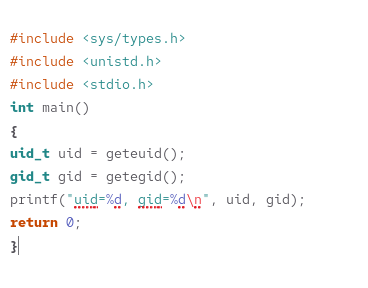 #include <sys/types.h>
#include <unistd.h>
#include <stdio.h>
int main()
{
uid_t uid = geteuid();
gid_t gid = getegid();
printf("uid=%d, gid=%d\n", uid, gid);
return 0;
}